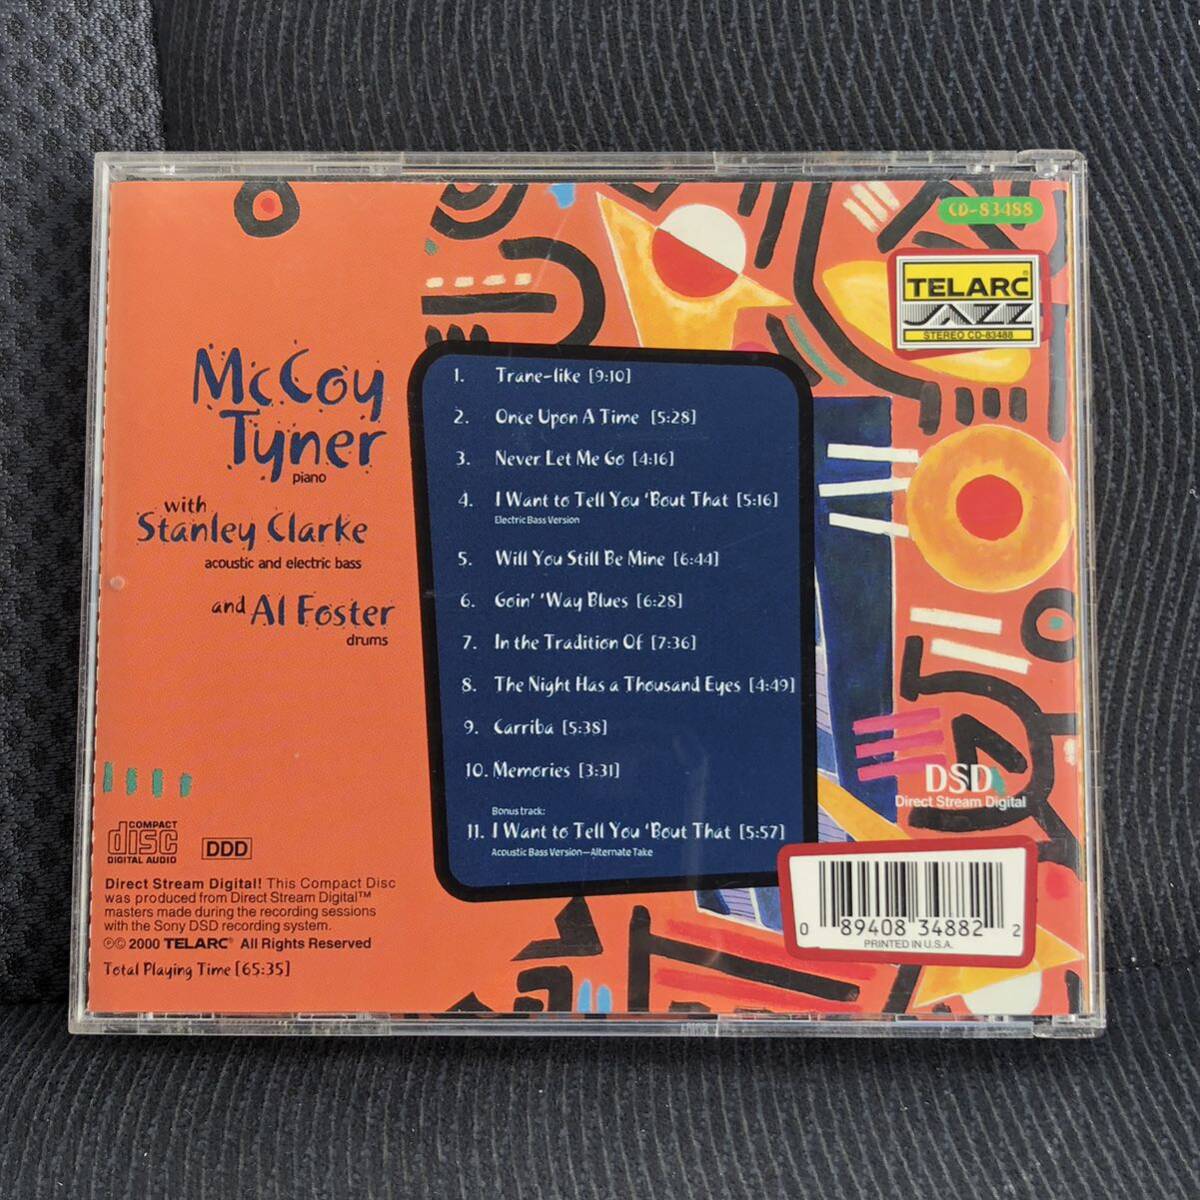 McCoy
Tyner
piano
with
Stanley Clarke
acoustic and electric bass
and Al Foster
drums
1. Trane-like [9:10]
2. Once Upon A Time [5:28]
3. Never Let Me Go [4:16]
4. I Want to Tell You 'Bout That [5:16]
Electric Bass Version
5. Will You Still Be Mine [6:44]
6. Goin' 'Way Blues [6:28]
7. In the Tradition Of [7:36]
8. The Night Has a Thousand Eyes [4:49]
9. Carriba [5:38]
10. Memories [3:31]
Bonus track:
11. I Want to Tell You 'Bout That [5:57]
Acoustic Bass Version—Alternate Take
CD-83488
TELARC®
JAZZ
STEREO CD-83488
DSD
Direct Stream Digital
COMPACT
disc
DIGITAL AUDIO
DDD
Direct Stream Digital! This Compact Disc
was produced from Direct Stream Digital™
masters made during the recording sessions
with the Sony DSD recording system.
℗© 2000 TELARC® All Rights Reserved
Total Playing Time [65:35]
0 89408 34882 2
PRINTED IN U.S.A.